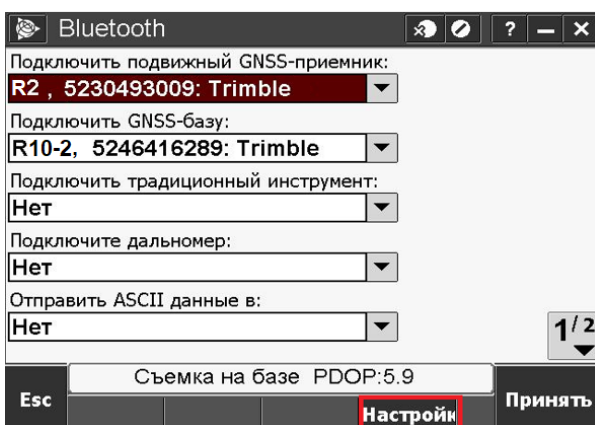 Bluetooth ? – ×
Подключить подвижный GNSS-приемник:
R2 , 5230493009: Trimble
Подключить GNSS-базу:
R10-2, 5246416289: Trimble
Подключить традиционный инструмент:
Нет
Подключите дальномер:
Нет
Отправить ASCII данные в:
Нет
1/2
Съемка на базе PDOP:5.9
Esc
Настройк
Принять